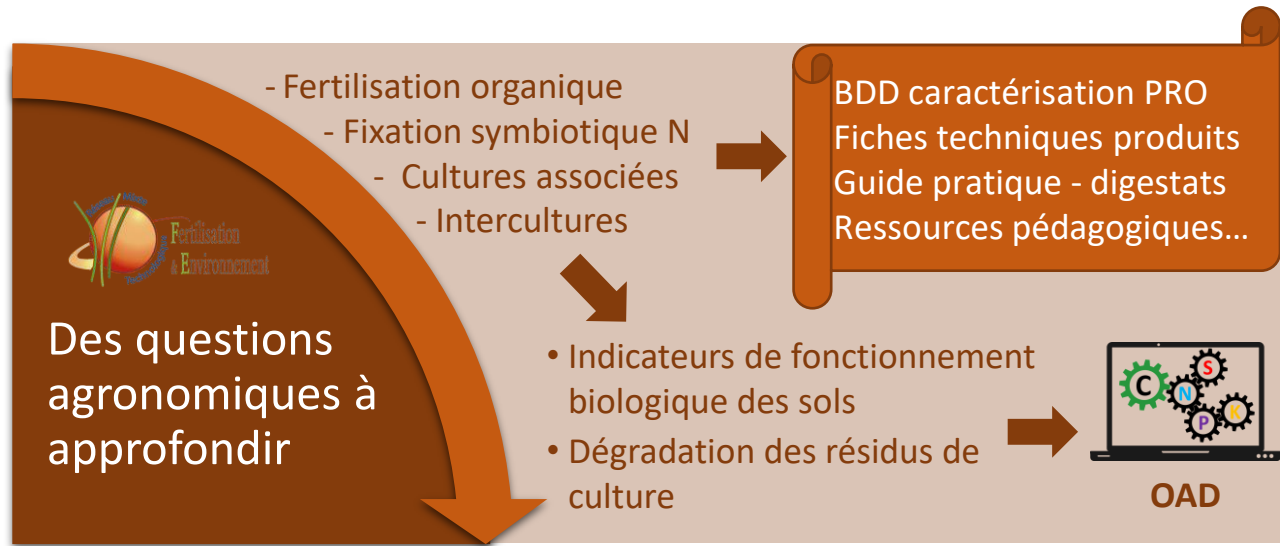 - Fertilisation organique
- Fixation symbiotique N
- Cultures associées
- Intercultures
BDD caractérisation PRO
Fiches techniques produits
Guide pratique - digestats
Ressources pédagogiques...
Fertilisation
& Environnement
Des questions
agronomiques à
approfondir
• Indicateurs de fonctionnement
biologique des sols
• Dégradation des résidus de
culture
C
N
S
P
K
OAD